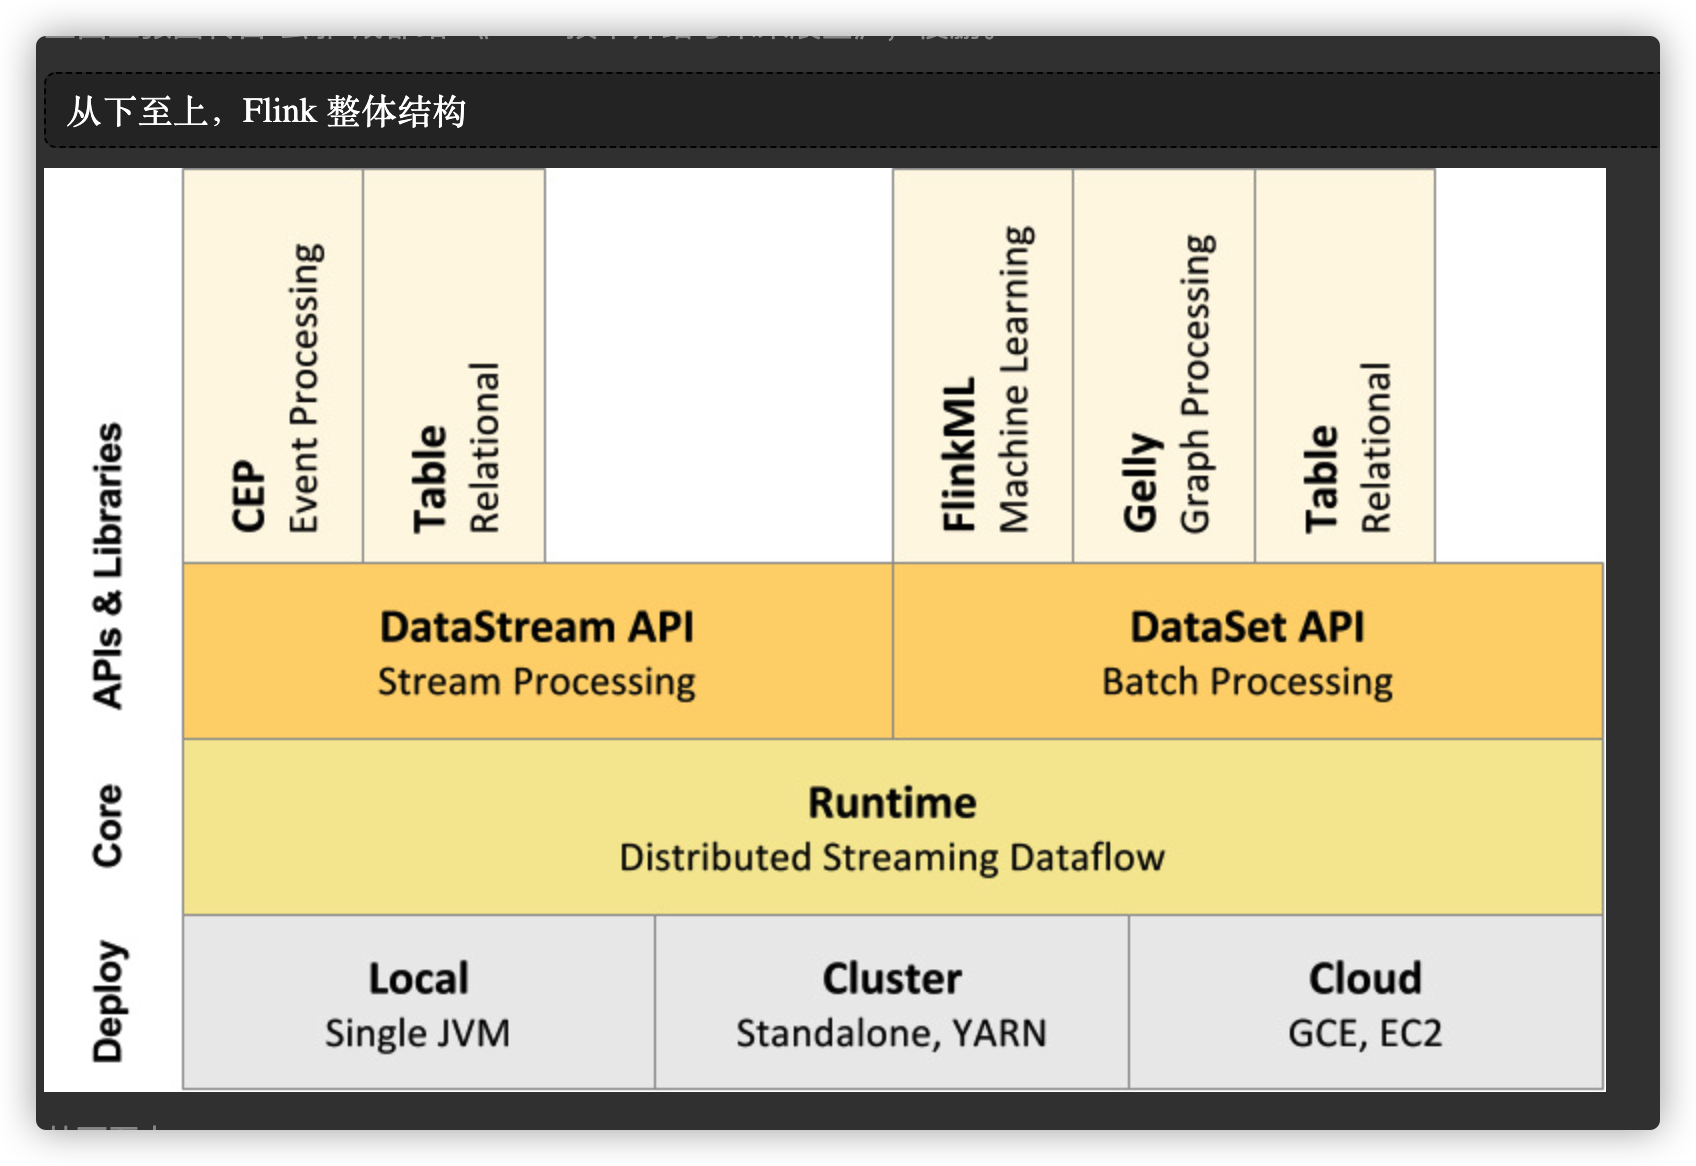 从下至上，Flink 整体结构
APIs & Libraries
CEP
Event Processing
Table
Relational
FlinkML
Machine Learning
Gelly
Graph Processing
Table
Relational
DataStream API
Stream Processing
DataSet API
Batch Processing
Core
Runtime
Distributed Streaming Dataflow
Deploy
Local
Single JVM
Cluster
Standalone, YARN
Cloud
GCE, EC2